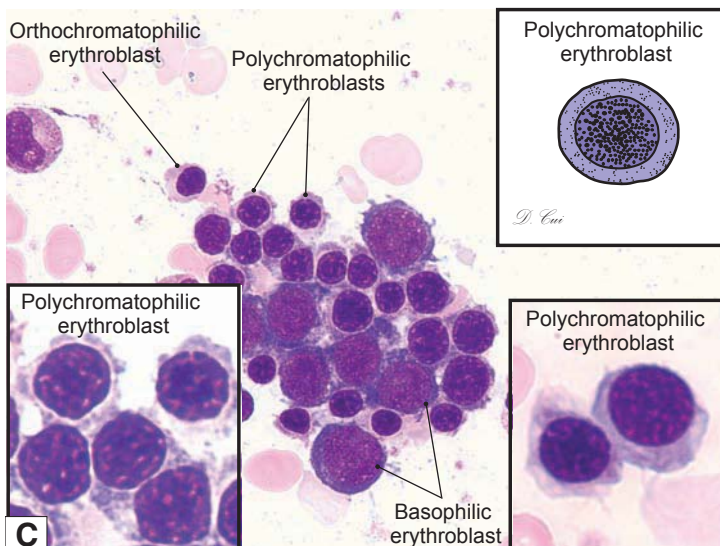 Orthochromatophilic
erythroblast
Polychromatophilic
erythroblasts
Polychromatophilic
erythroblast
D. Cui
Polychromatophilic
erythroblast
Polychromatophilic
erythroblast
Basophilic
erythroblast
C